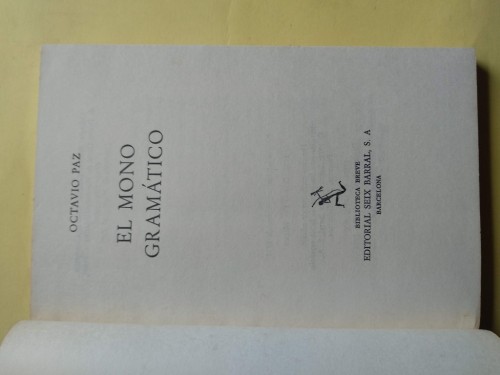 OCTAVIO PAZ
EL MONO
GRAMÁTICO
BIBLIOTECA BREVE
EDITORIAL SEIX BARRAL, S. A
BARCELONA